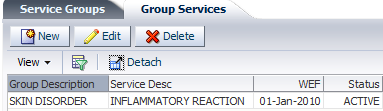 Service Groups Group Services
New Edit Delete
View Detach
Group Description Service Desc WEF Status
SKIN DISORDER INFLAMMATORY REACTION 01-Jan-2010 ACTIVE